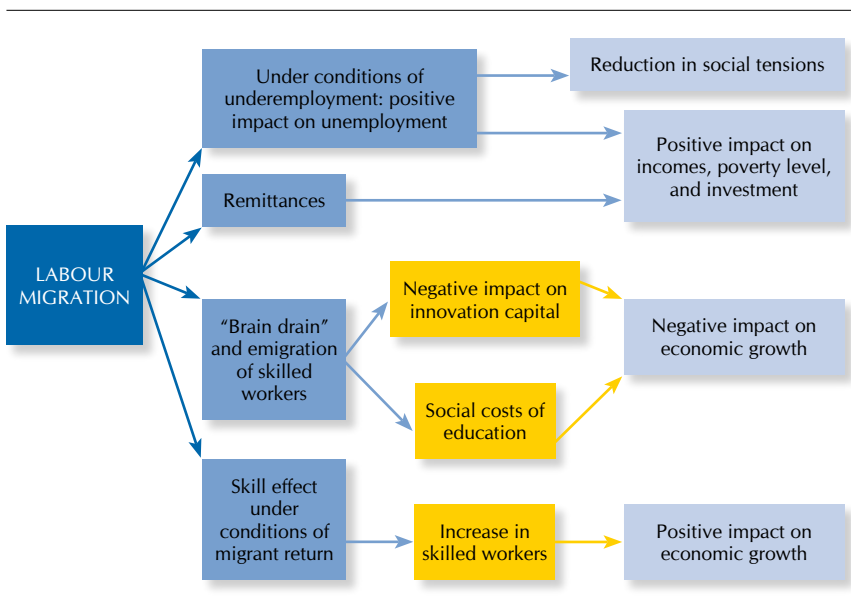 Under conditions of
underemployment: positive
impact on unemployment
Reduction in social tensions
Positive impact on
incomes, poverty level,
and investment
Remittances
LABOUR
MIGRATION
“Brain drain”
and emigration
of skilled
workers
Negative impact on
innovation capital
Negative impact on
economic growth
Social costs of
education
Skill effect
under
conditions of
migrant return
Increase in
skilled workers
Positive impact on
economic growth